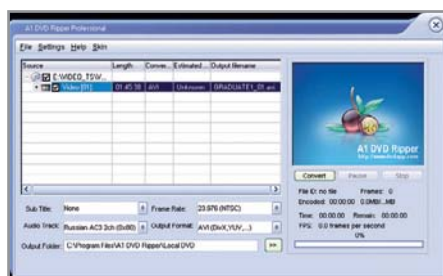 A1 DVD Ripper Professional
File Settings Help Skin
Source Length Conver... Estimated... Output filename
E:\VIDEO_TSW...
Video [01] 01:45:38 AVI Unknown GRADUATE1_01.avi
A1 DVD Ripper
Convert Pause Stop
File ID: no file Frames: 0
Encoded: 00:00:00 0.0MB/...MB
Time: 00:00:00 Remain: 00:00:00
FPS: 0.0 frames per second
0%
Sub Title: None Frame Rate: 23.976 (NTSC)
Audio Track: Russian AC3 2ch (0x80) Output Format: AVI (DivX,YUV,...)
Output Folder: C:\Program Files\A1 DVD Ripper\Local DVD